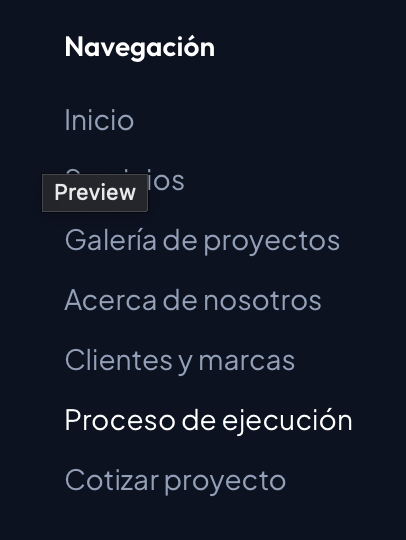 Navegación
Inicio
Preview
Galería de proyectos
Acerca de nosotros
Clientes y marcas
Proceso de ejecución
Cotizar proyecto